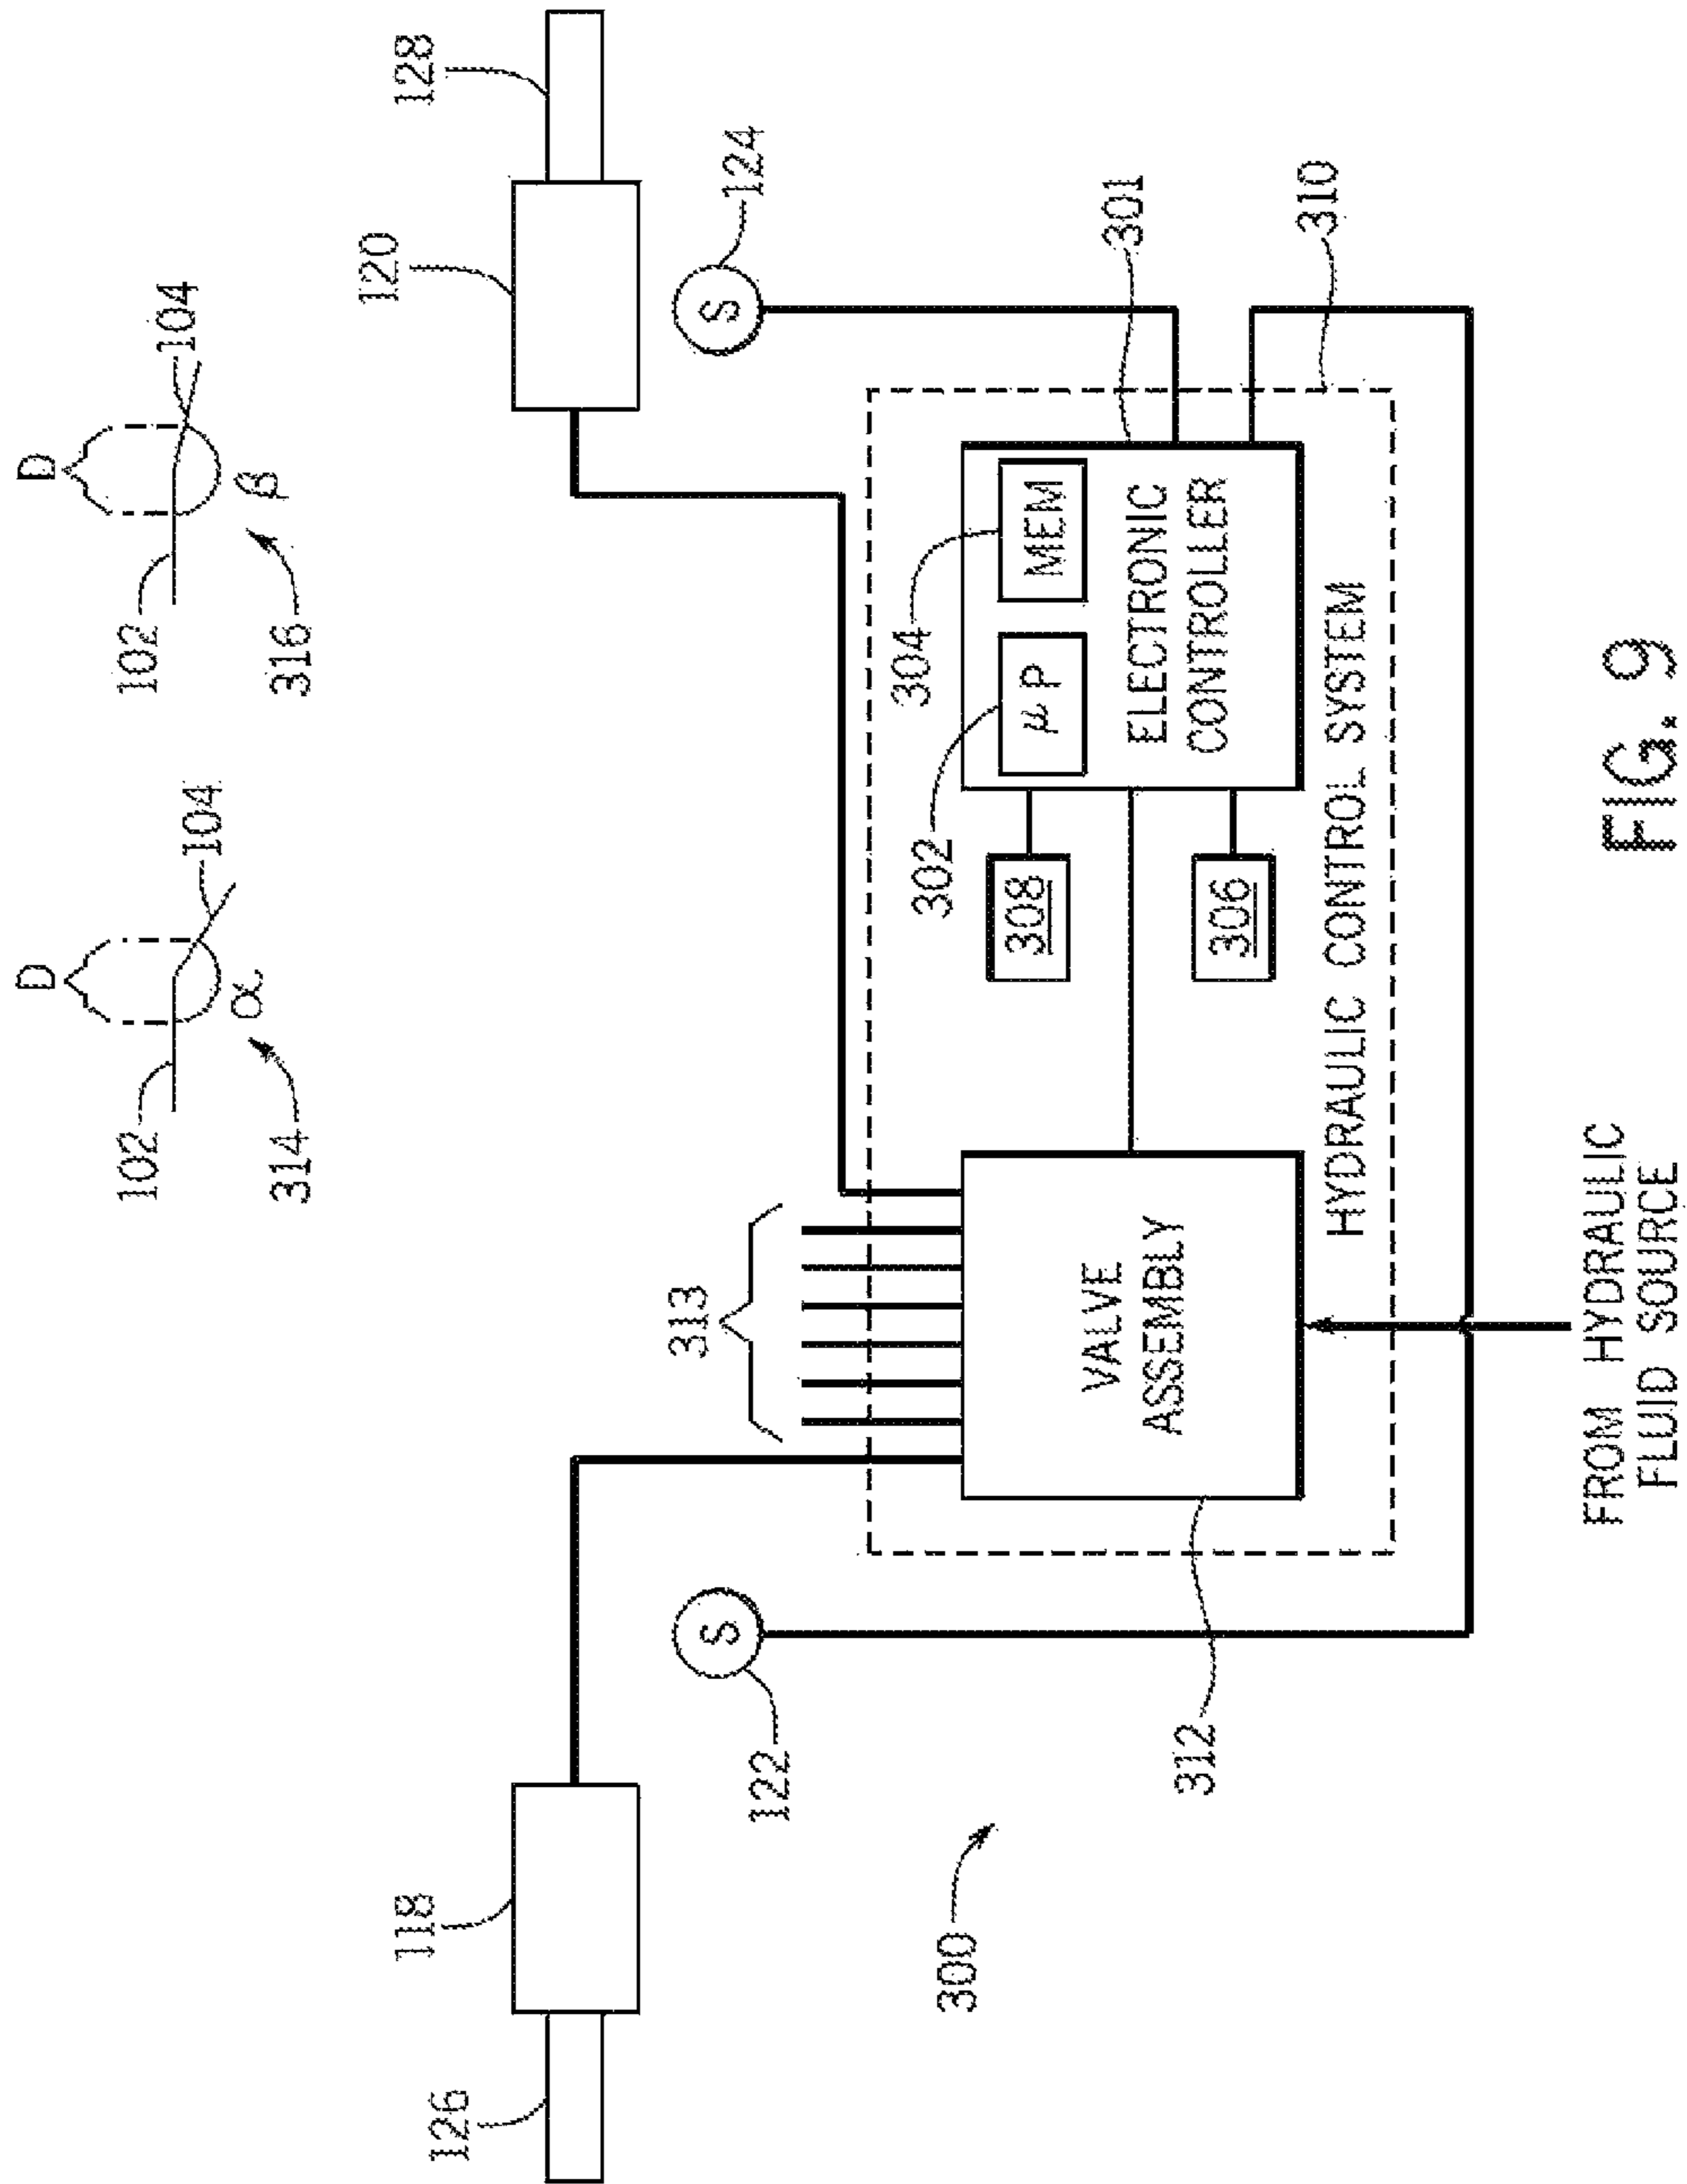 D
D
102
104
102
104
α
β
314
316
126
118
120
128
313
122
S
S
124
300
312
VALVE
ASSEMBLY
308
306
302
304
μP
MEM
ELECTRONIC
CONTROLLER
301
310
HYDRAULIC CONTROL SYSTEM
FROM HYDRAULIC
FLUID SOURCE
FIG. 9